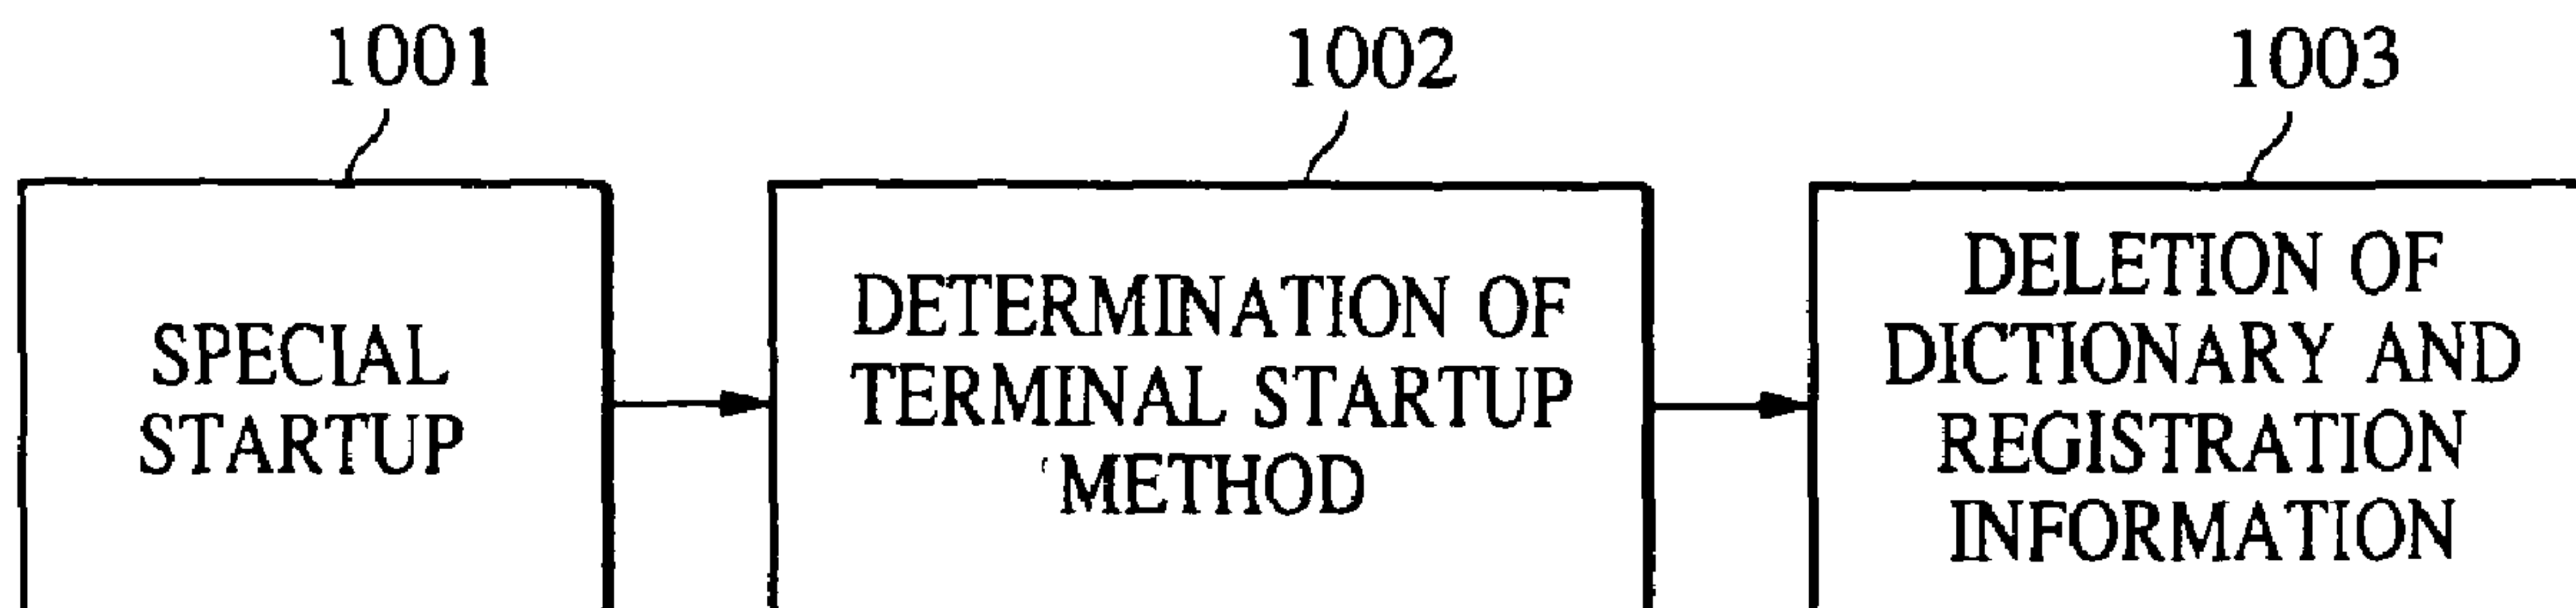 1001
1002
1003
SPECIAL
STARTUP
DETERMINATION OF
TERMINAL STARTUP
METHOD
DELETION OF
DICTIONARY AND
REGISTRATION
INFORMATION